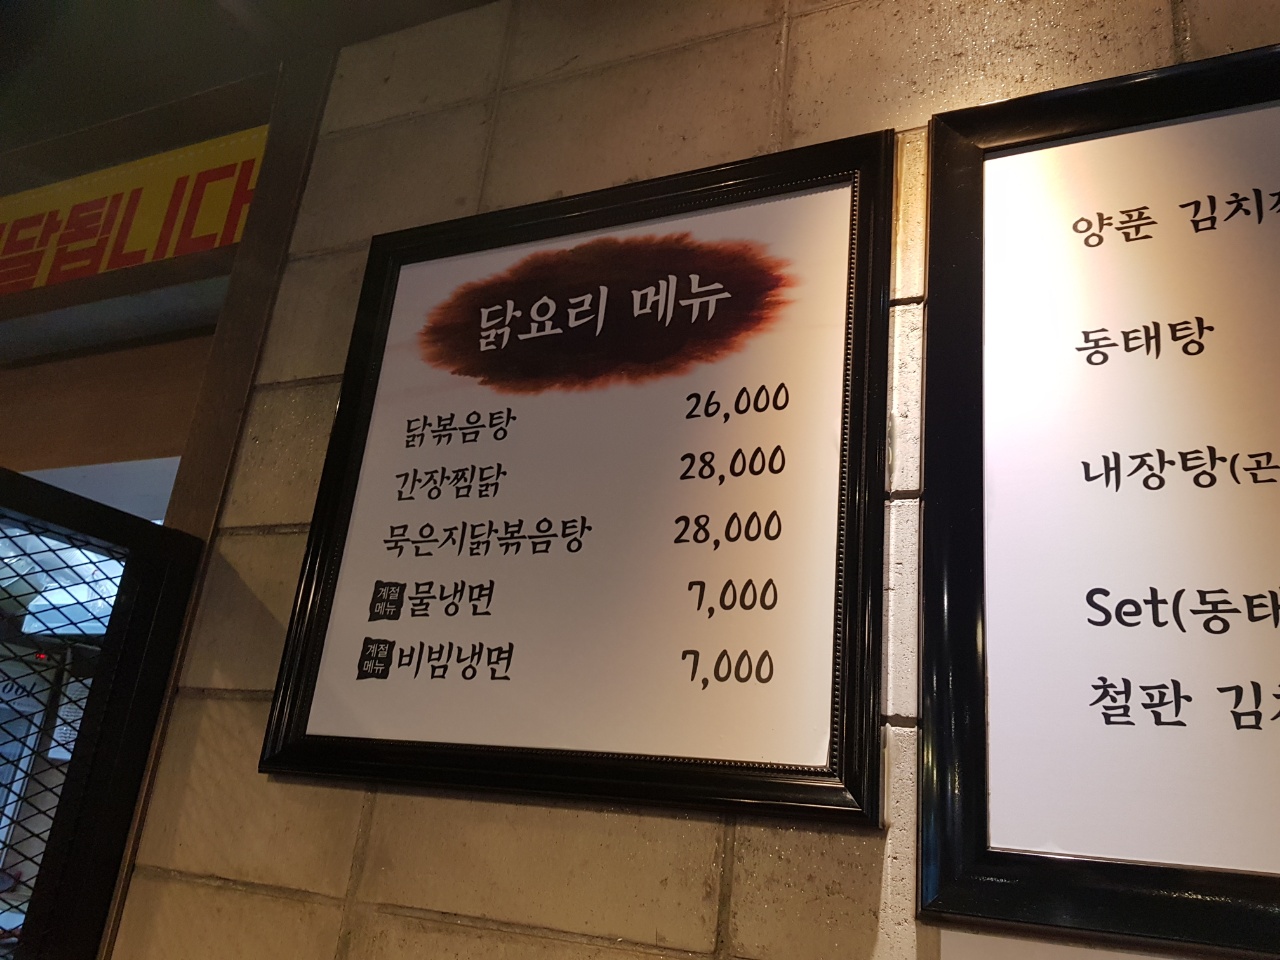 달됩니다
닭요리 메뉴
닭볶음탕 26,000
간장찜닭 28,000
묵은지닭볶음탕 28,000
계절 메뉴 물냉면 7,000
계절 메뉴 비빔냉면 7,000
양푼 김치
동태탕
내장탕(곤
Set(동태
철판 김치